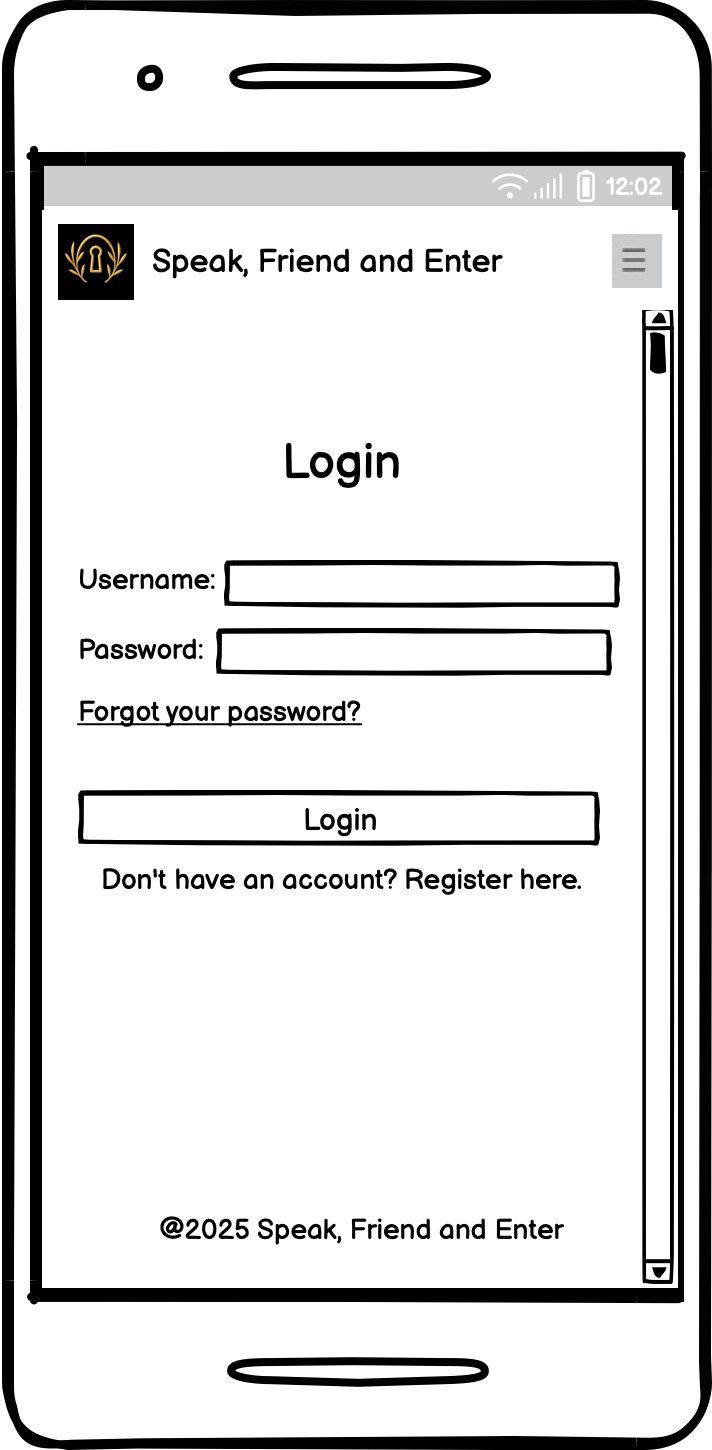 12:02
Speak, Friend and Enter
Login
Username:
Password:
Forgot your password?
Login
Don't have an account? Register here.
@2025 Speak, Friend and Enter